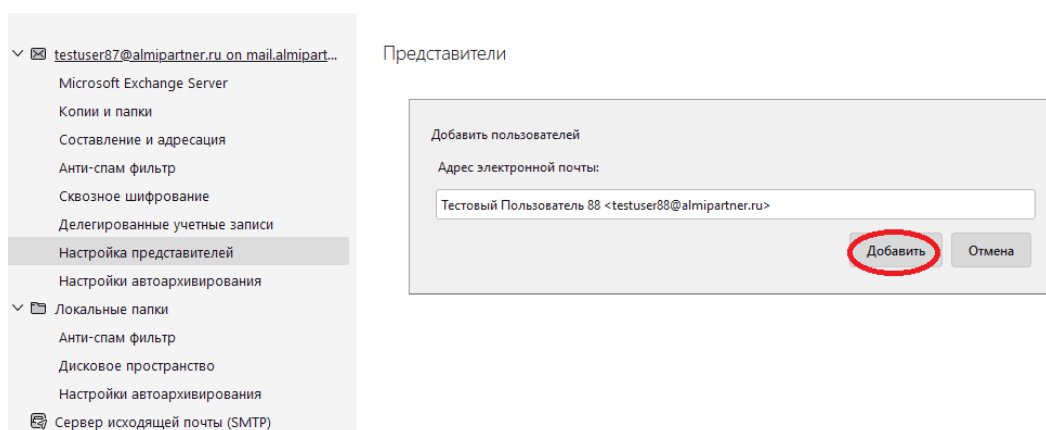 testuser87@almipartner.ru on mail.almipart...
Microsoft Exchange Server
Копии и папки
Составление и адресация
Анти-спам фильтр
Сквозное шифрование
Делегированные учетные записи
Настройка представителей
Настройки автоархивирования
Локальные папки
Анти-спам фильтр
Дисковое пространство
Настройки автоархивирования
Сервер исходящей почты (SMTP)
Представители
Добавить пользователей
Адрес электронной почты:
Тестовый Пользователь 88 <testuser88@almipartner.ru>
Добавить Отмена